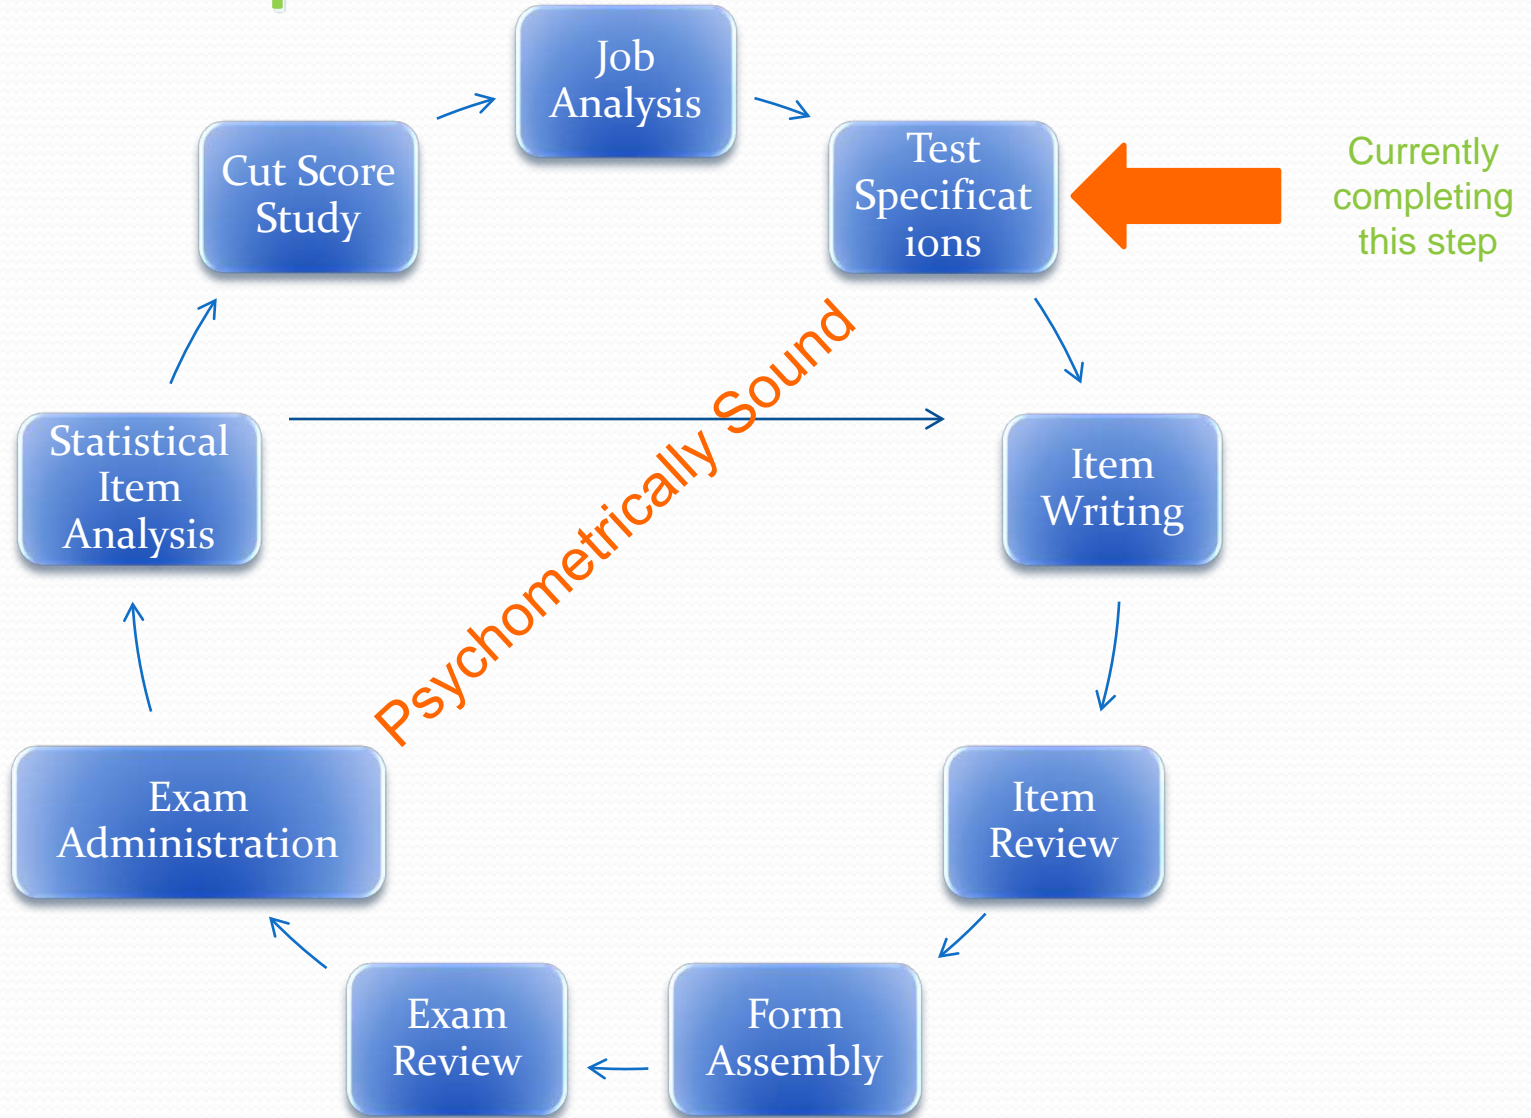 Job
Analysis
Test
Specificat
ions
Currently
completing
this step
Cut Score
Study
Psychometrically Sound
Statistical
Item
Analysis
Item
Writing
Exam
Administration
Item
Review
Exam
Review
Form
Assembly